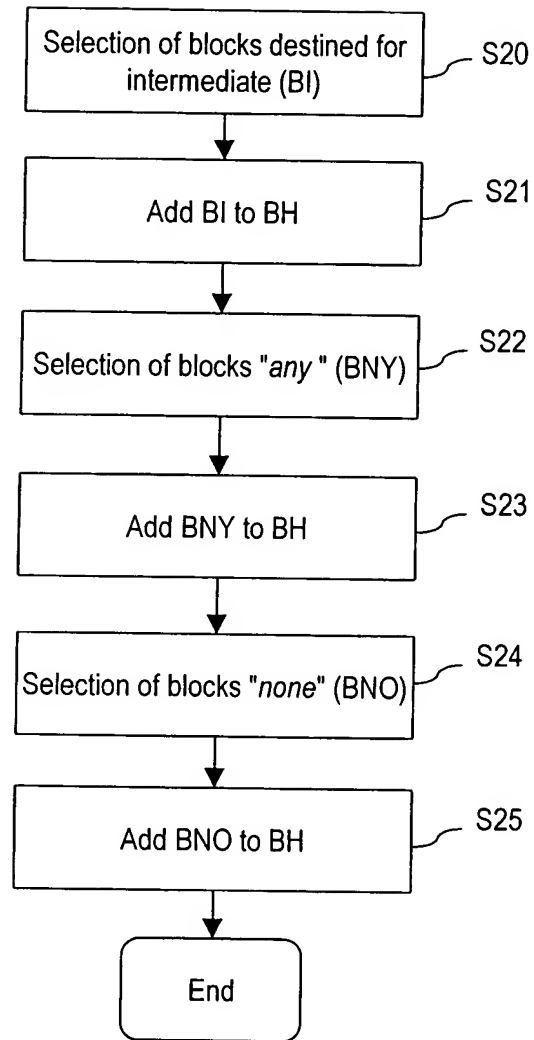 Selection of blocks destined for
intermediate (BI)
S20
Add BI to BH
S21
Selection of blocks "any " (BNY)
S22
Add BNY to BH
S23
Selection of blocks "none" (BNO)
S24
Add BNO to BH
S25
End